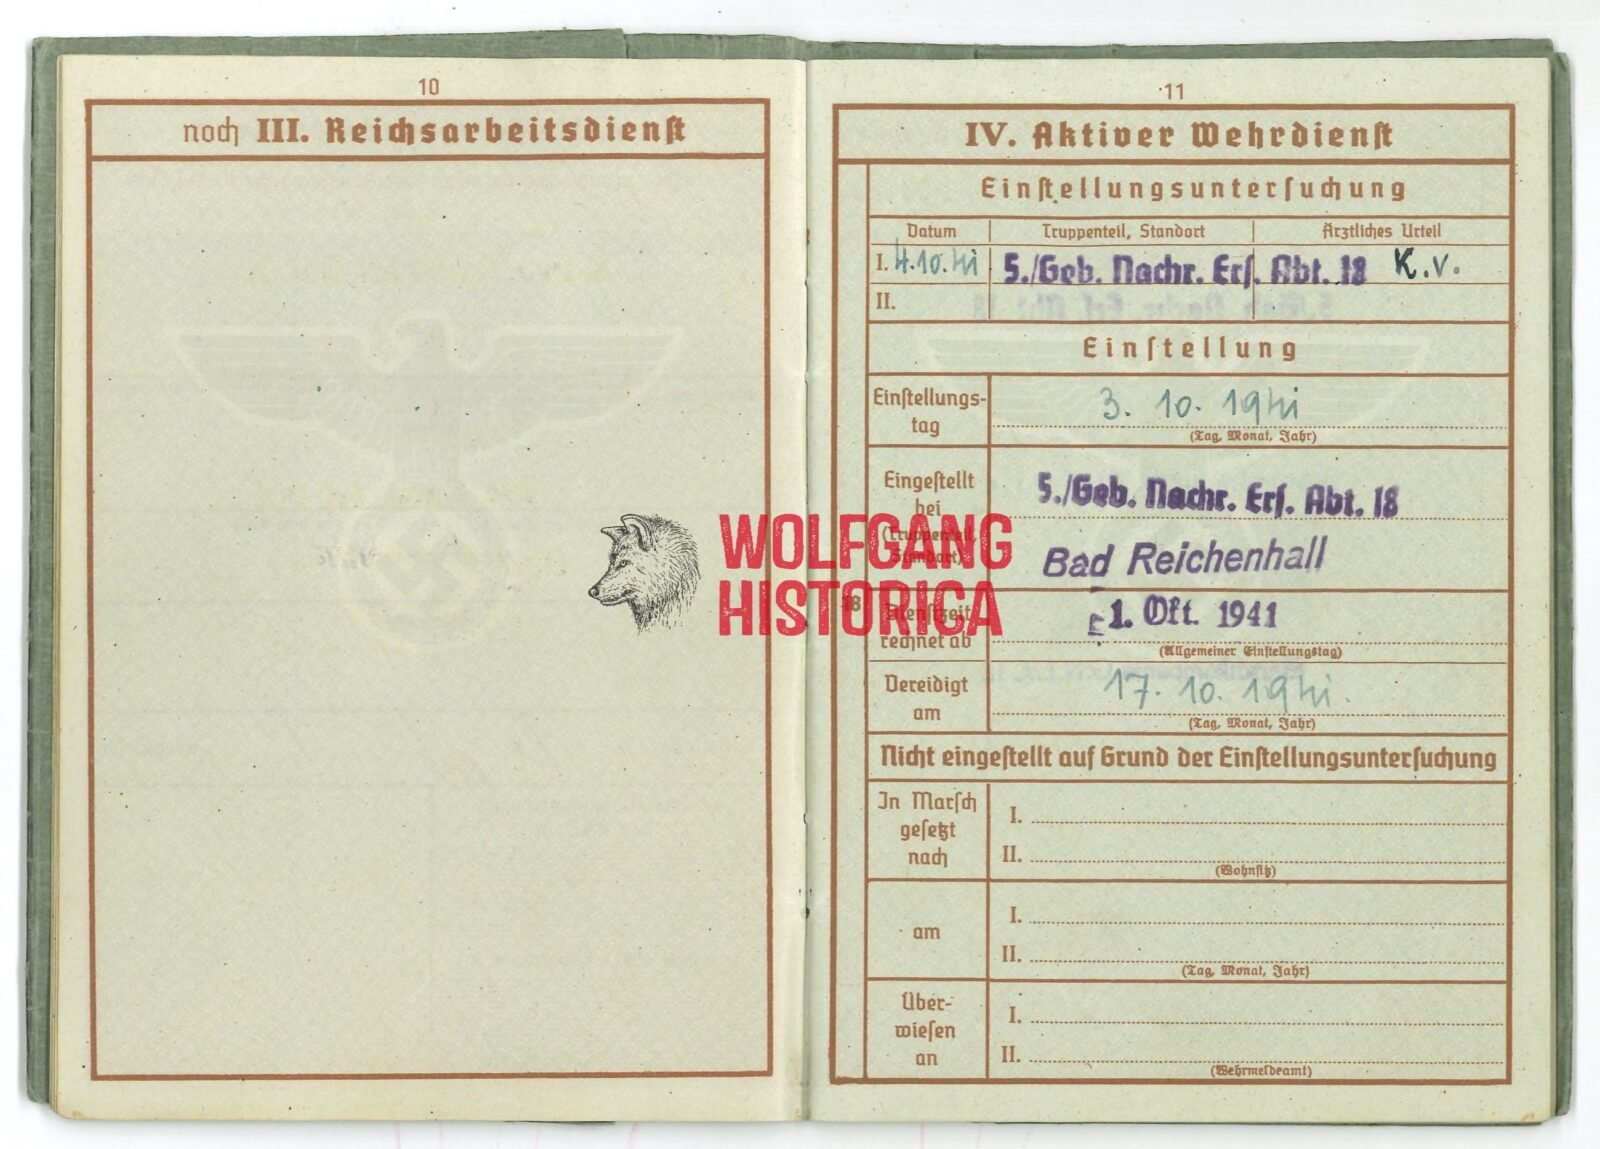 10
noch III. Reichsarbeitsdienst
11
IV. Aktiver Wehrdienst
Einstellungsuntersuchung
Datum Truppenteil, Standort Ärztliches Urteil
I. 4.10.41 5./Geb. Nachr. Ers. Abt. 18 K.v.
II.
Einstellung
Einstellungs-
tag
3. 10. 1941
(Tag, Monat, Jahr)
Eingestellt
bei
(Truppenteil,
Standort)
5./Geb. Nachr. Ers. Abt. 18
Bad Reichenhall
18
Dienstzeit
rechnet ab
1. Okt. 1941
(Allgemeiner Einstellungstag)
Vereidigt
am
17. 10. 1941.
(Tag, Monat, Jahr)
Nicht eingestellt auf Grund der Einstellungsuntersuchung
In Marsch
gesetzt
nach
I.
II.
(Wohnsitz)
am
I.
II.
(Tag, Monat, Jahr)
Über-
wiesen
an
I.
II.
(Wehrmeldeamt)
WOLFGANG
HISTORICA